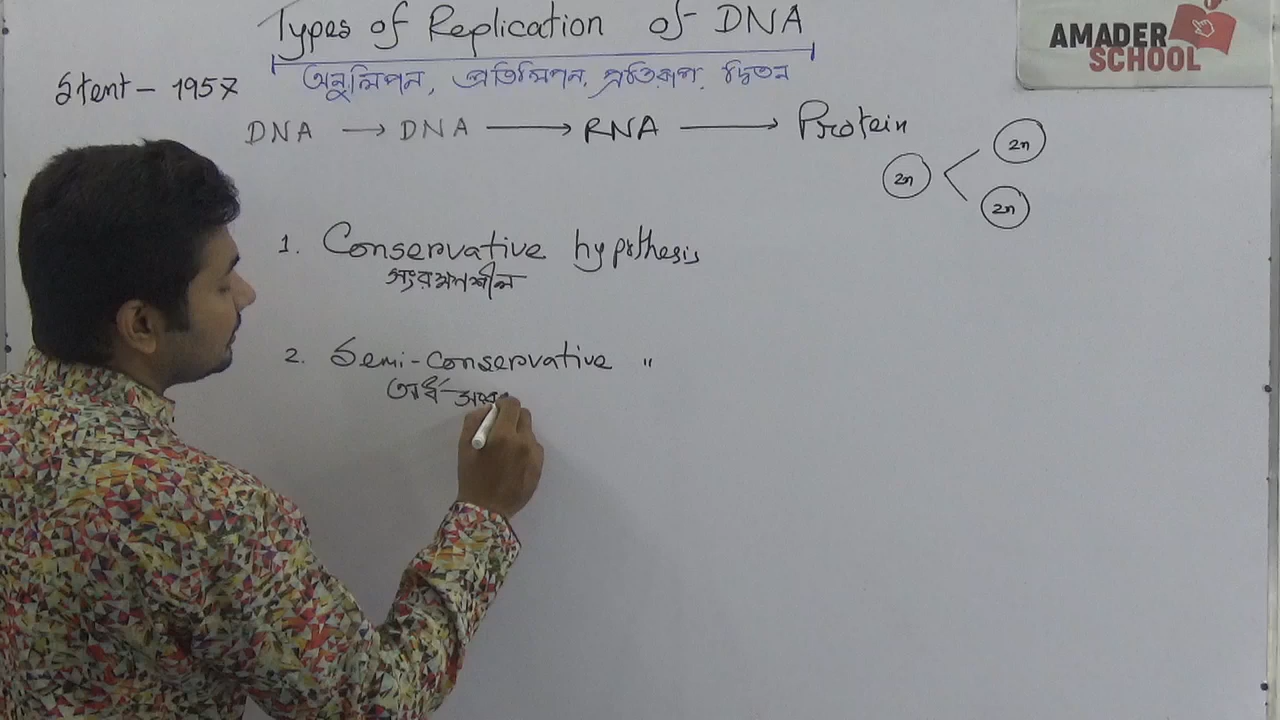 Types of Replication of DNA
অনুলিপন, প্রতিলিপন, প্রতিরূপ, দ্বিতন
Stent - 1957
DNA → DNA → RNA → Protein
2n
2n
2n
1. Conservative hypothesis
সংরক্ষণশীল
2. Semi-conservative "
অর্ধ-
AMADER
SCHOOL